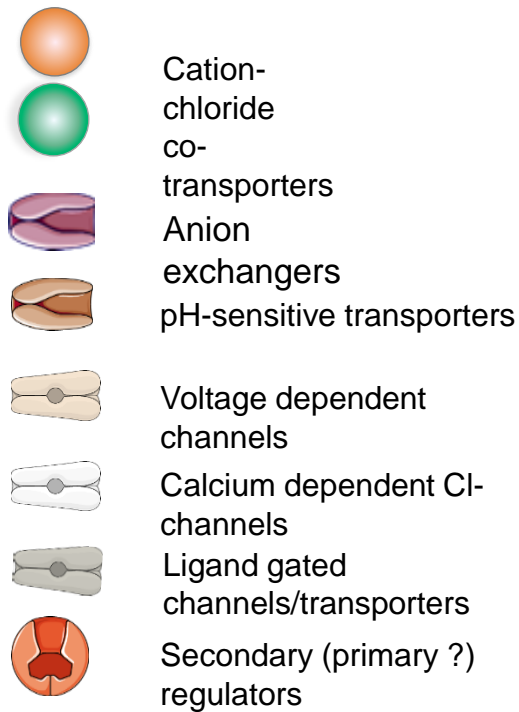 Cation-
chloride
co-
transporters
Anion
exchangers
pH-sensitive transporters
Voltage dependent
channels
Calcium dependent Cl-
channels
Ligand gated
channels/transporters
Secondary (primary ?)
regulators